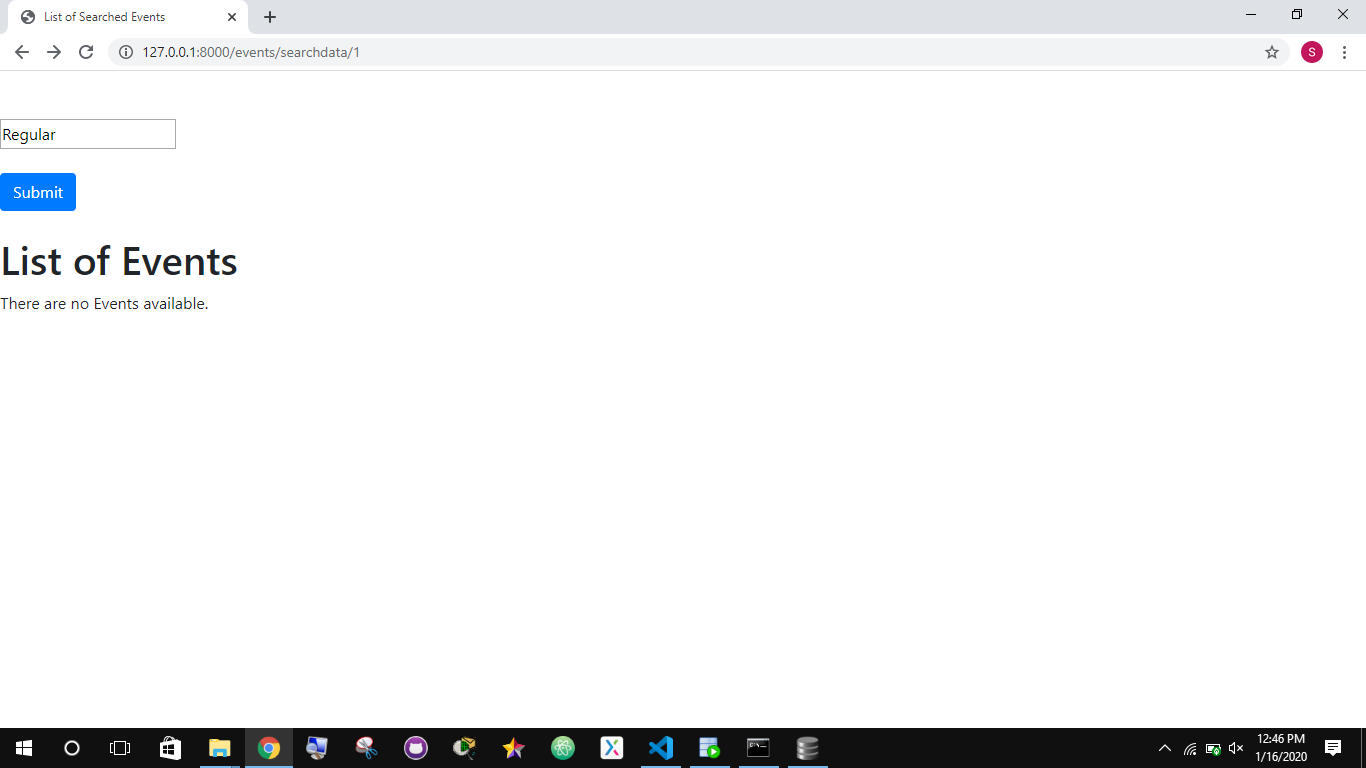 List of Searched Events
127.0.0.1:8000/events/searchdata/1
S
Regular
Submit
List of Events
There are no Events available.
12:46 PM
1/16/2020